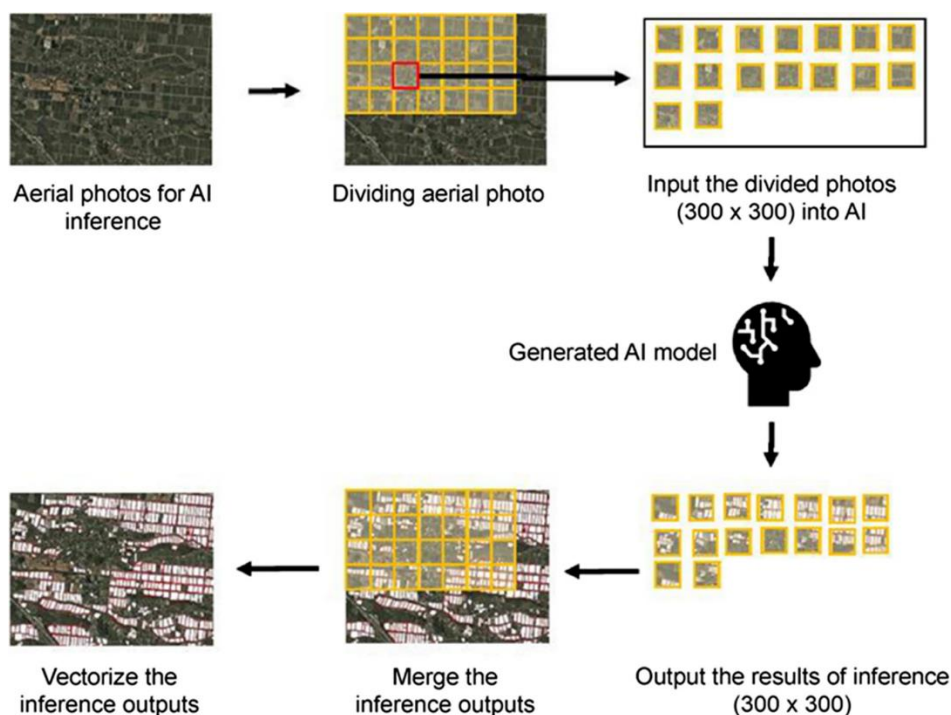 Aerial photos for AI
inference
Dividing aerial photo
Input the divided photos
(300 x 300) into AI
Generated AI model
Vectorize the
inference outputs
Merge the
inference outputs
Output the results of inference
(300 x 300)